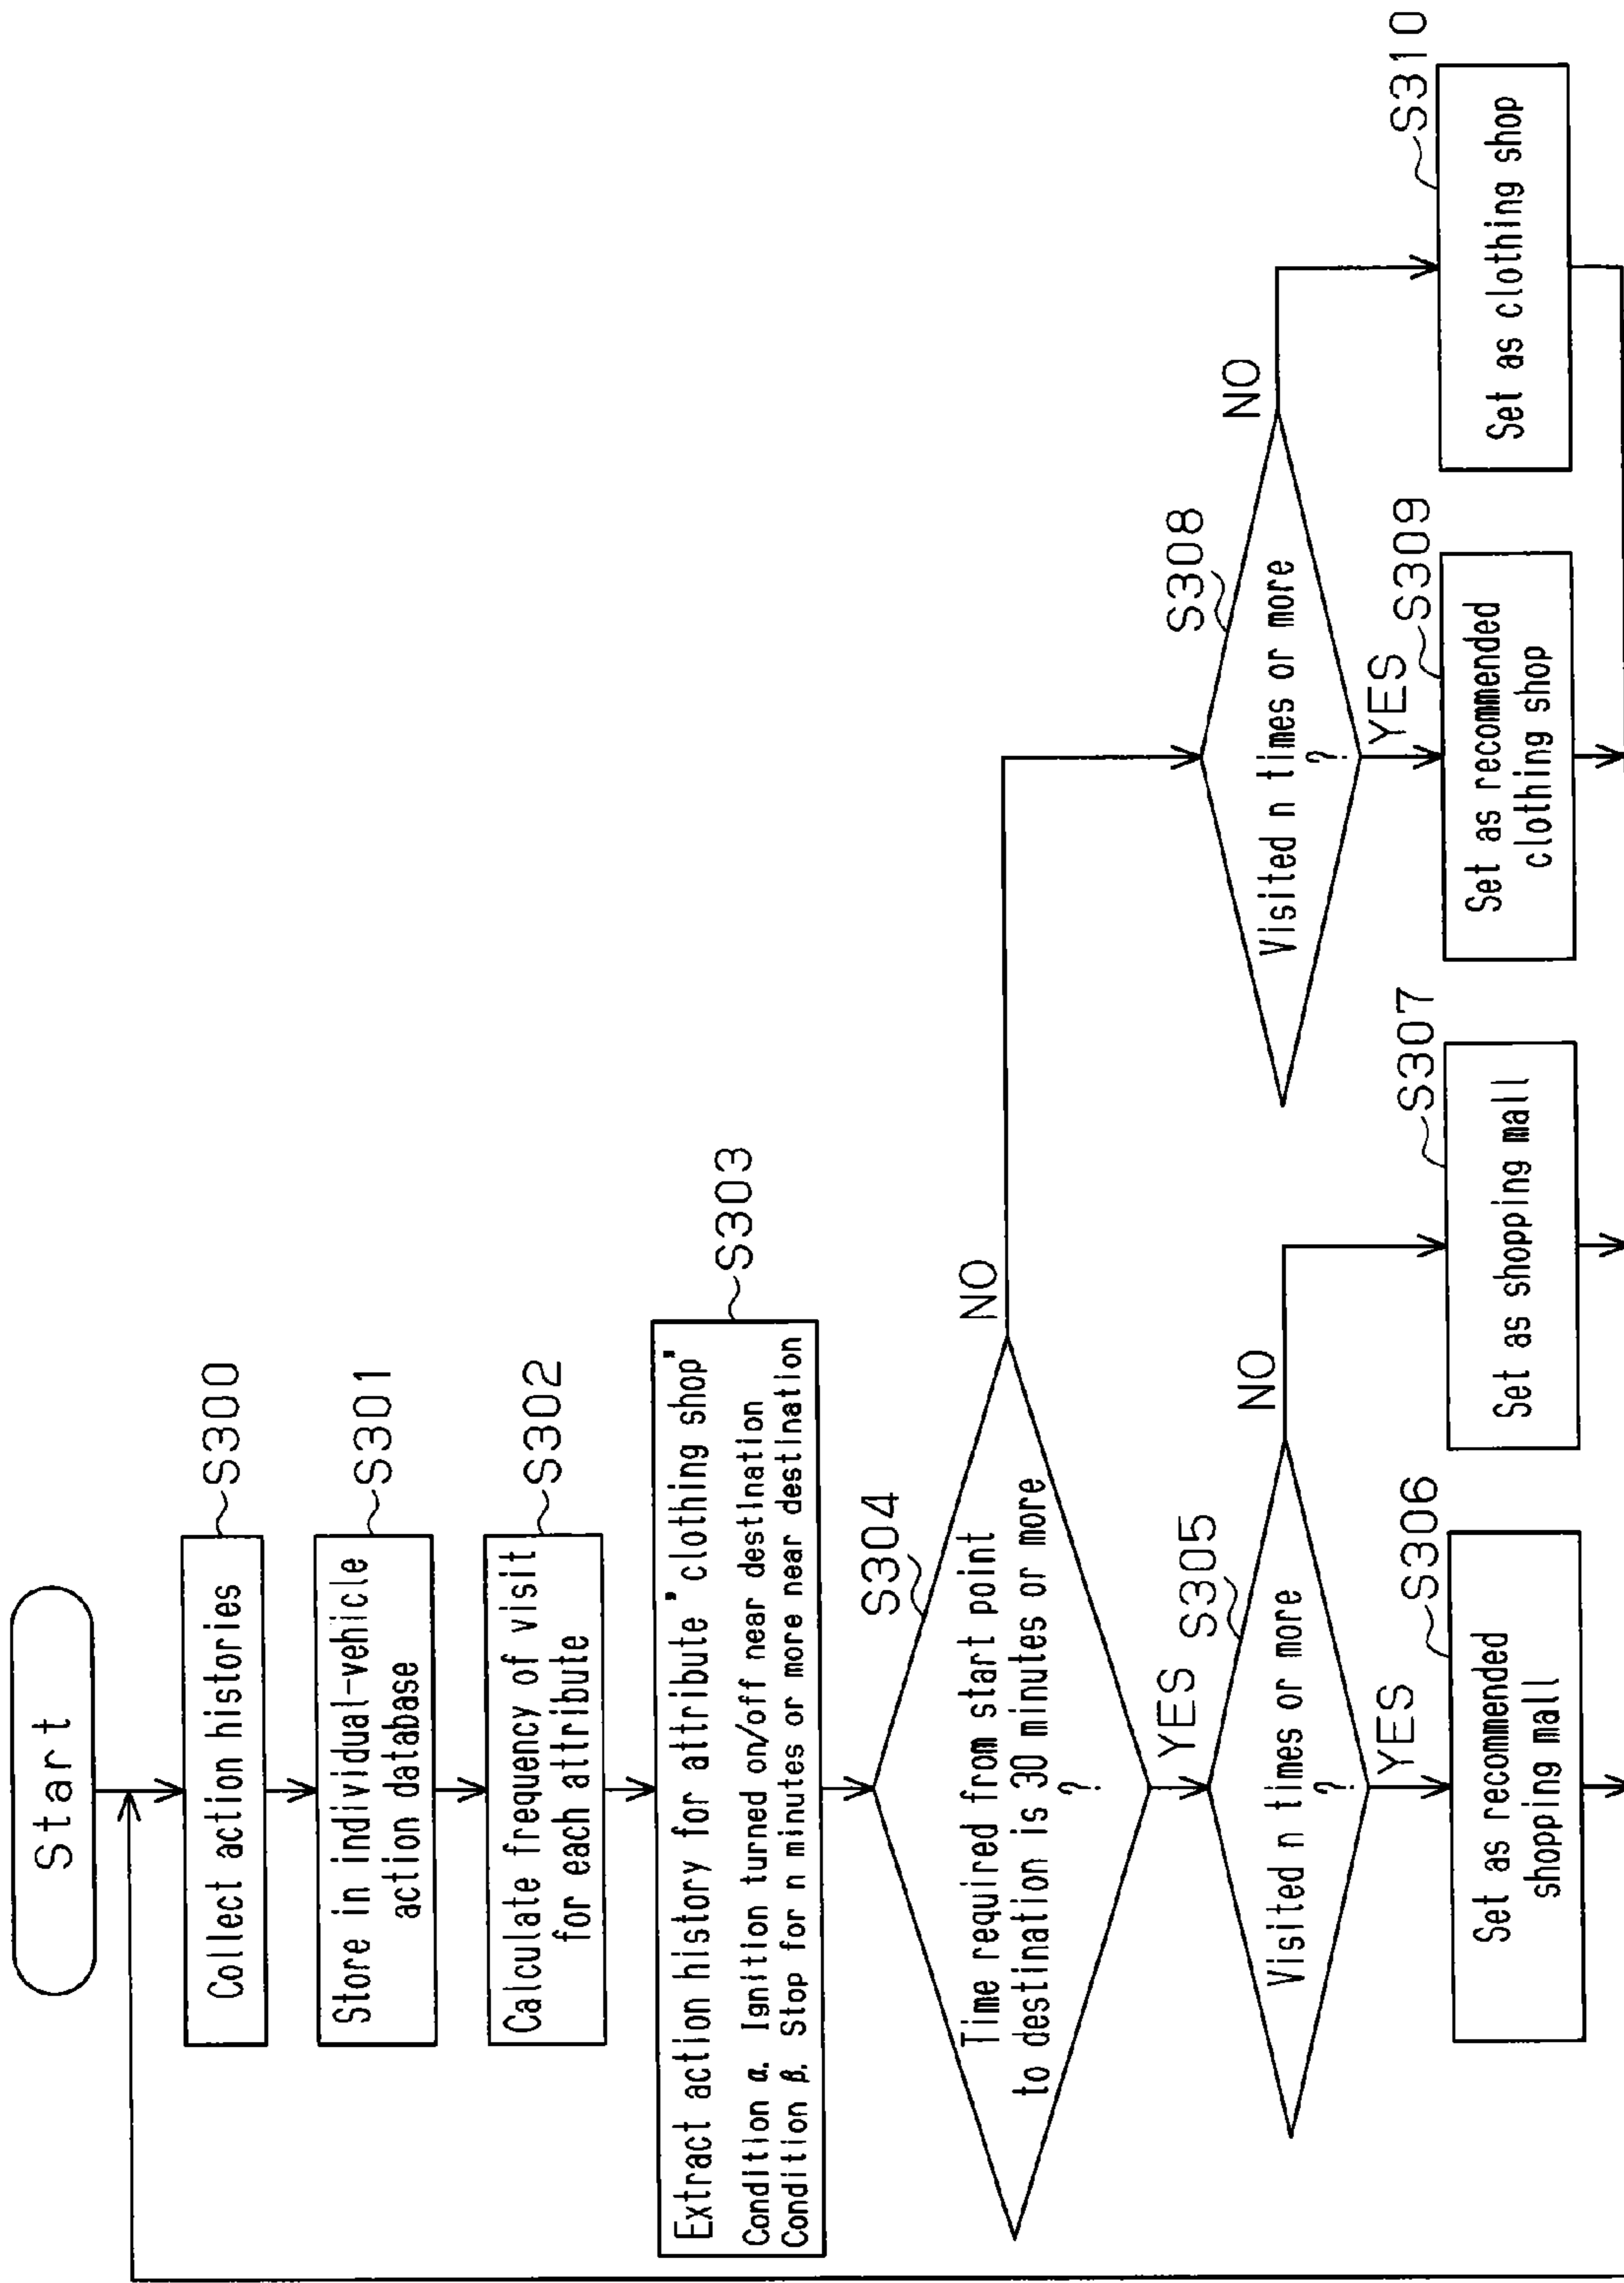 Start
Collect action histories
S300
Store in individual-vehicle
action database
S301
Calculate frequency of visit
for each attribute
S302
Extract action history for attribute "clothing shop"
Condition α. Ignition turned on/off near destination
Condition β. Stop for n minutes or more near destination
S303
S304
Time required from start point
to destination is 30 minutes or more
?
NO
YES
S305
Visited n times or more
?
NO
YES
S306
Set as recommended
shopping mall
S307
Set as shopping mall
S308
Visited n times or more
?
NO
YES
S309
Set as recommended
clothing shop
S310
Set as clothing shop